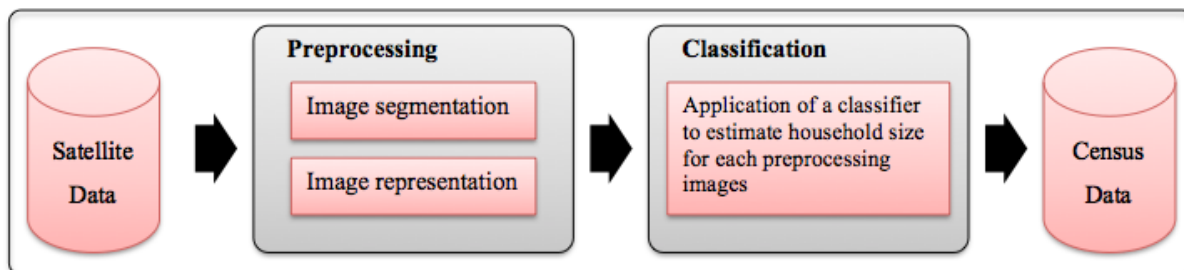 Satellite
Data
Preprocessing
Image segmentation
Image representation
Classification
Application of a classifier
to estimate household size
for each preprocessing
images
Census
Data